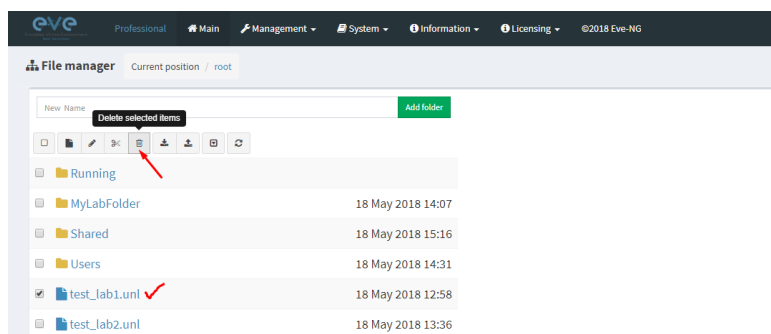 eve
Professional Main Management System Information Licensing ©2018 Eve-NG
File manager Current position / root
New Name Add folder
Delete selected items
Running
MyLabFolder 18 May 2018 14:07
Shared 18 May 2018 15:16
Users 18 May 2018 14:31
test_lab1.unl 18 May 2018 12:58
test_lab2.unl 18 May 2018 13:36